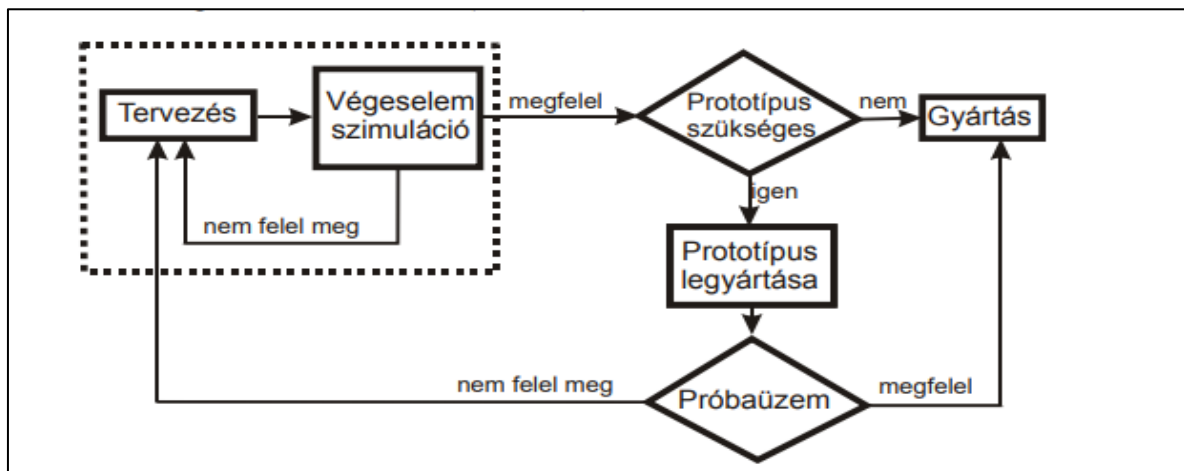 Tervezés
Végeselem
szimuláció
megfelel
Prototípus
szükséges
nem
Gyártás
nem felel meg
igen
Prototípus
legyártása
nem felel meg
Próbaüzem
megfelel